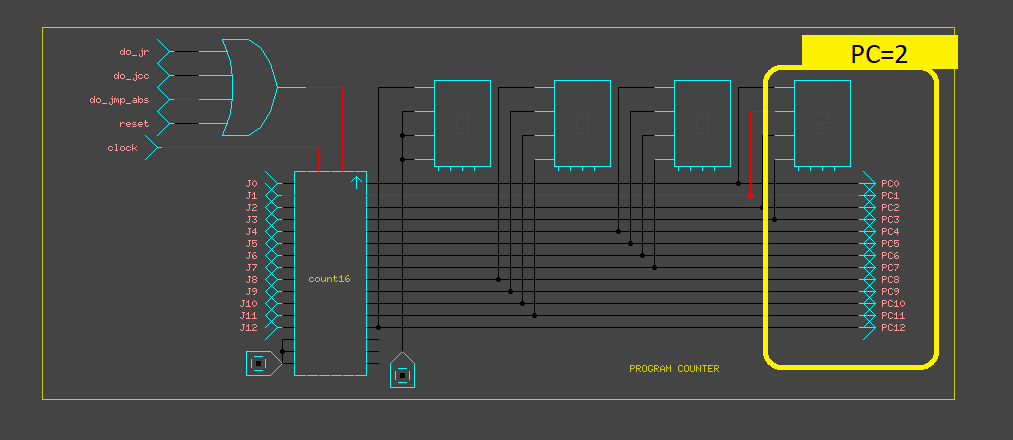 PC=2
do_jr
do_jcc
do_jmp_abs
reset
clock
0
0
0
2
J0
J1
J2
J3
J4
J5
J6
J7
J8
J9
J10
J11
J12
count16
PC0
PC1
PC2
PC3
PC4
PC5
PC6
PC7
PC8
PC9
PC10
PC11
PC12
PROGRAM COUNTER